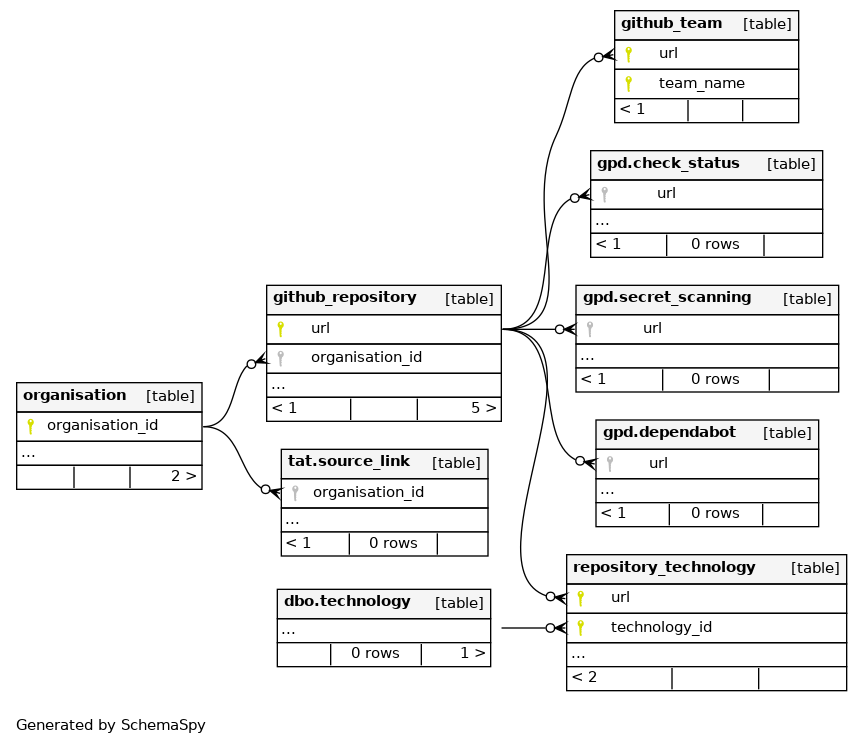 github_team [table]
url
team_name
< 1
gpd.check_status [table]
url
...
< 1 0 rows
github_repository [table]
url
organisation_id
...
< 1 5 >
gpd.secret_scanning [table]
url
...
< 1 0 rows
organisation [table]
organisation_id
...
2 >
gpd.dependabot [table]
url
...
< 1 0 rows
tat.source_link [table]
organisation_id
...
< 1 0 rows
repository_technology [table]
url
technology_id
...
< 2
dbo.technology [table]
...
0 rows 1 >
Generated by SchemaSpy